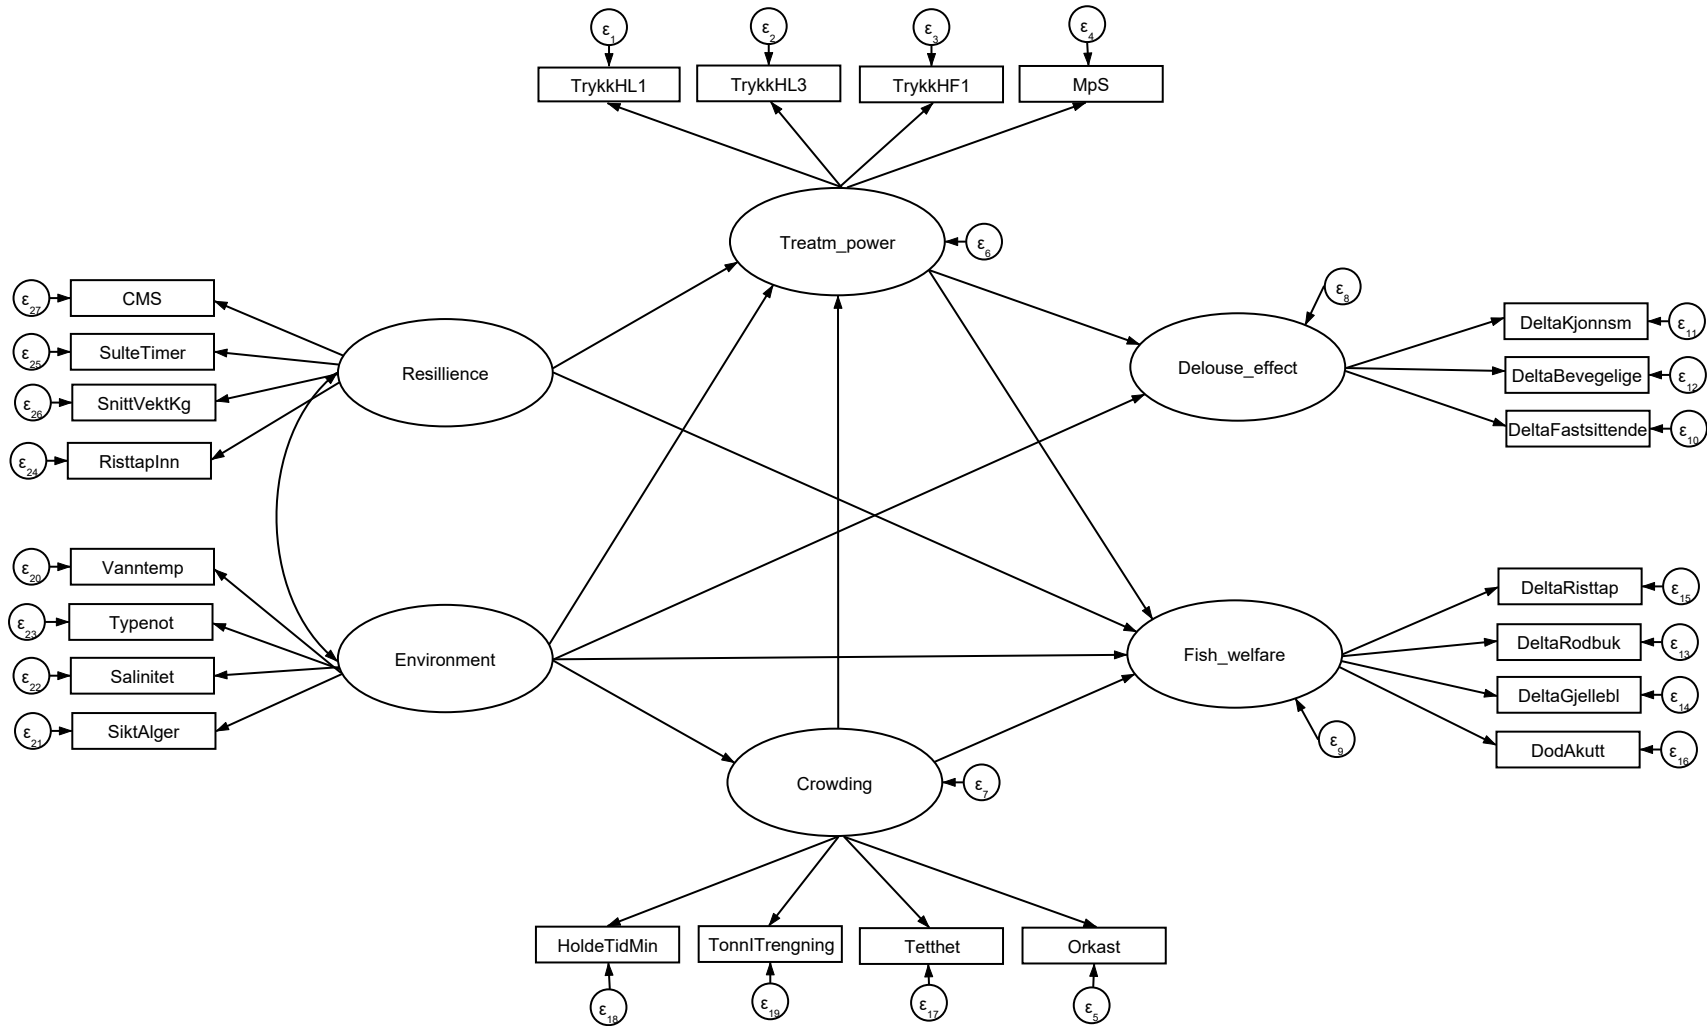 ε1
ε2
ε3
ε4
TrykkHL1
TrykkHL3
TrykkHF1
MpS
Treatm_power
ε6
ε27
CMS
ε25
SulteTimer
ε26
SnittVektKg
ε24
RisttapInn
Resillience
ε8
Delouse_effect
DeltaKjonnsm
ε11
DeltaBevegelige
ε12
DeltaFastsittende
ε10
ε20
Vanntemp
ε23
Typenot
ε22
Salinitet
ε21
SiktAlger
Environment
Fish_welfare
ε9
DeltaRisttap
ε15
DeltaRodbuk
ε13
DeltaGjellebl
ε14
DodAkutt
ε16
Crowding
ε7
HoldeTidMin
TonnITrengning
Tetthet
Orkast
ε18
ε19
ε17
ε5